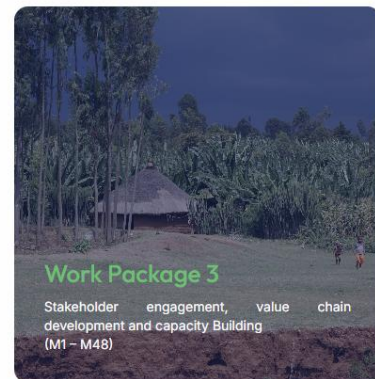 Work Package 3
Stakeholder engagement, value chain
development and capacity Building
(M1 – M48)